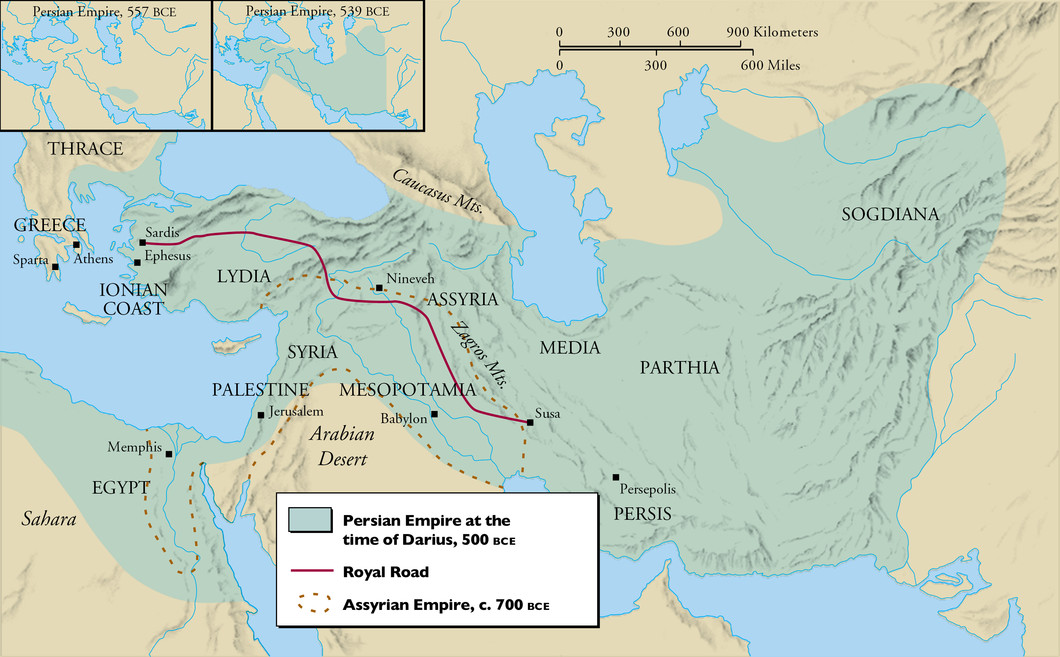 Persian Empire, 557 BCE
Persian Empire, 539 BCE
0 300 600 900 Kilometers
0 300 600 Miles
THRACE
Caucasus Mts.
SOGDIANA
GREECE
Sardis
Sparta
Athens
Ephesus
LYDIA
Nineveh
IONIAN
COAST
ASSYRIA
Zagros Mts.
SYRIA
MEDIA
PARTHIA
PALESTINE
MESOPOTAMIA
Jerusalem
Babylon
Susa
Arabian
Desert
Memphis
EGYPT
Persepolis
PERSIS
Sahara
Persian Empire at the
time of Darius, 500 BCE
Royal Road
Assyrian Empire, c. 700 BCE